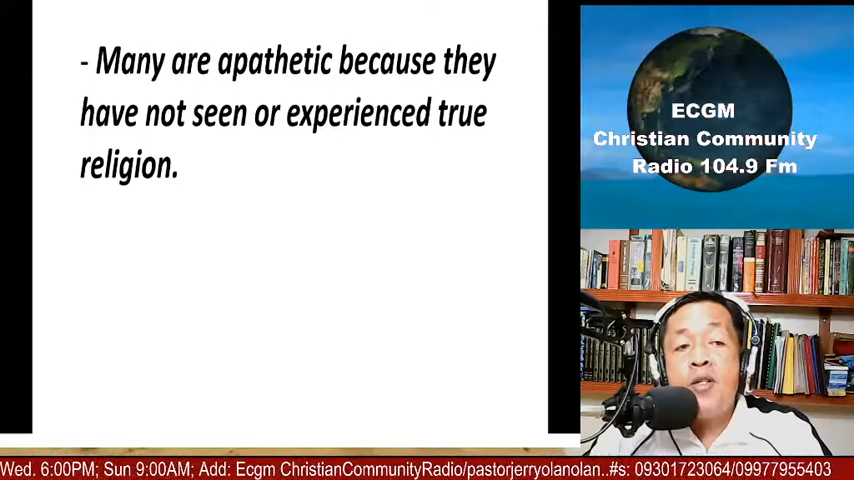 - Many are apathetic because they
have not seen or experienced true
religion.
ECGM
Christian Community
Radio 104.9 Fm
Wed. 6:00PM; Sun 9:00AM; Add: Ecgm ChristianCommunityRadio/pastorjerryolanolan..#s: 09301723064/09977955403